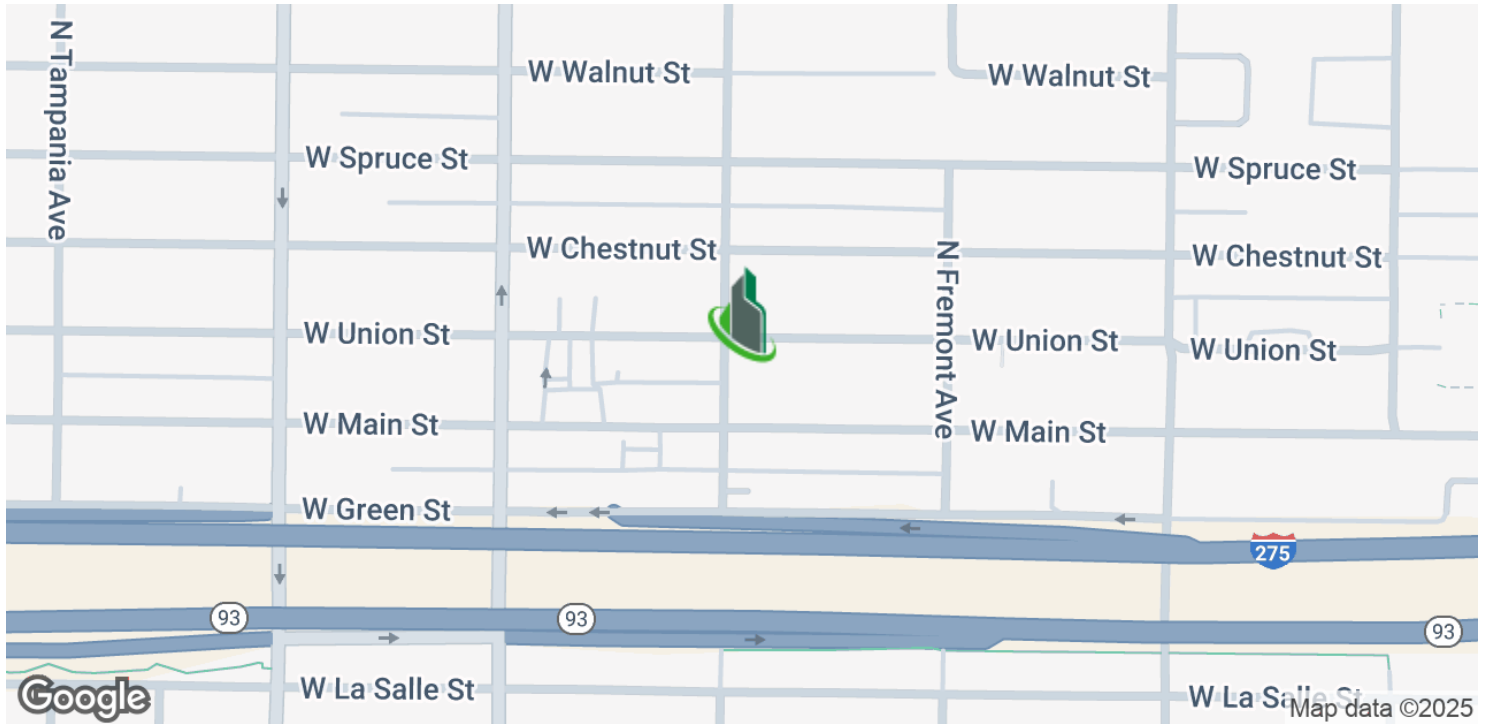 N Tampania Ave
W Walnut St
W Walnut St
W Spruce St
W Spruce St
W Chestnut St
W Chestnut St
N Fremont Ave
W Union St
W Union St
W Union St
W Main St
W Main St
W Green St
275
93
93
93
W La Salle St
W La Salle St
Google
Map data ©2025